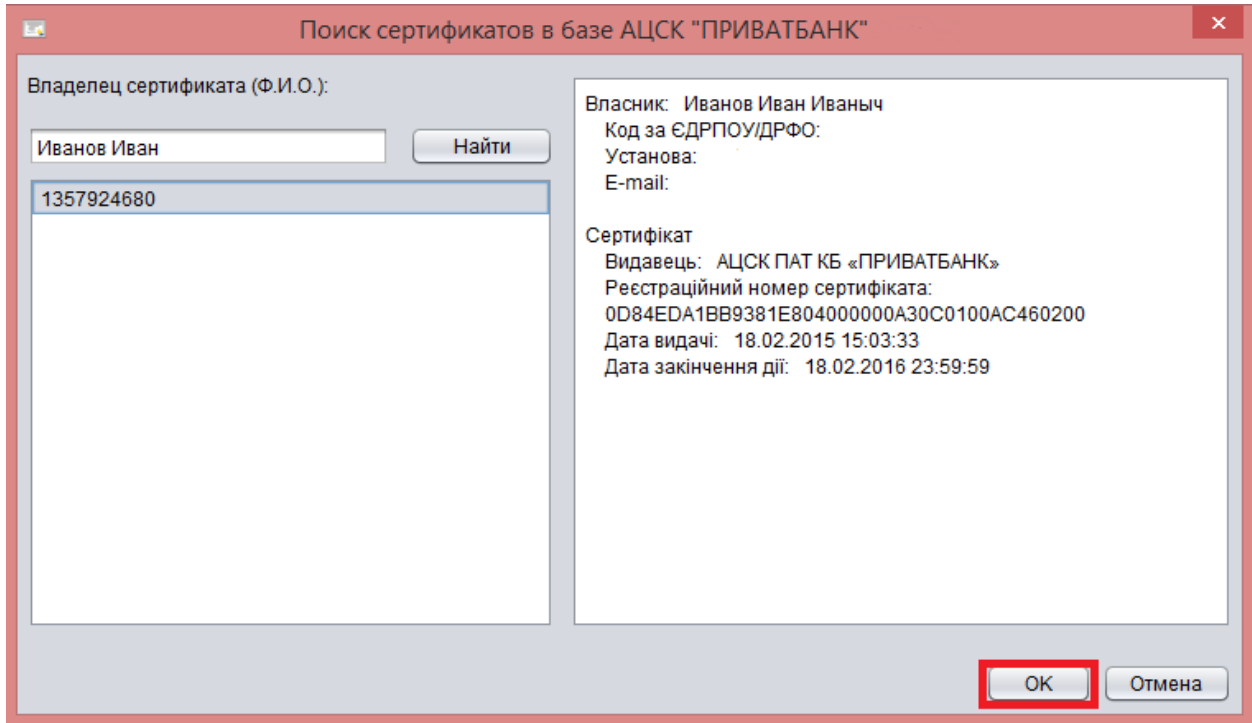 Поиск сертификатов в базе АЦСК "ПРИВАТБАНК"
Владелец сертификата (Ф.И.О.):
Иванов Иван
Найти
1357924680
Власник: Иванов Иван Иваныч
Код за ЄДРПОУ/ДРФО:
Установа:
E-mail:
Сертифікат
Видавець: АЦСК ПАТ КБ «ПРИВАТБАНК»
Реєстраційний номер сертифіката:
0D84EDA1BB9381E804000000A30C0100AC460200
Дата видачі: 18.02.2015 15:03:33
Дата закінчення дії: 18.02.2016 23:59:59
OK
Отмена